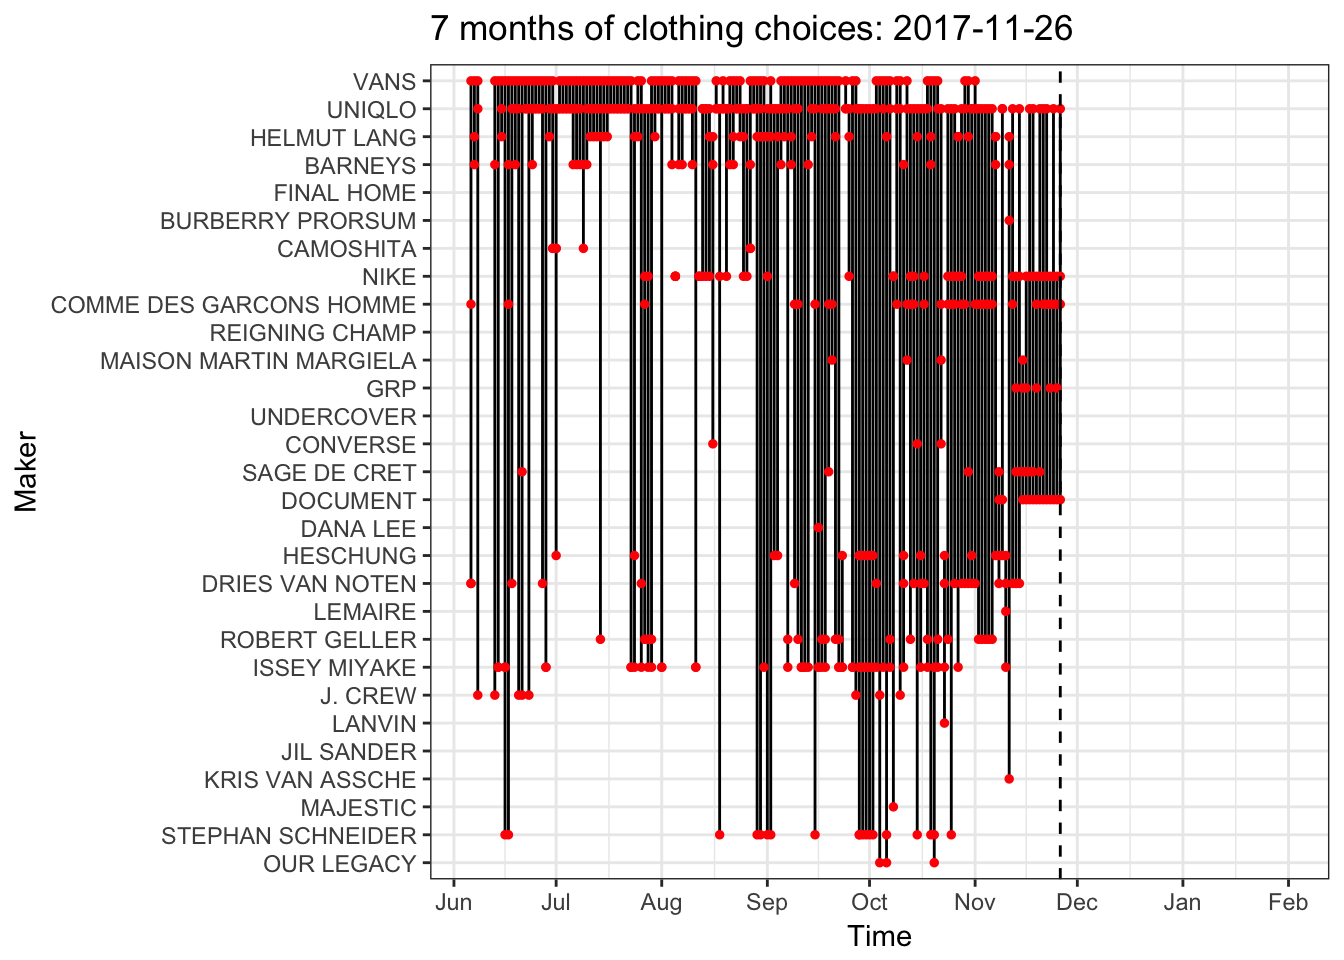 7 months of clothing choices: 2017-11-26
VANS
UNIQLO
HELMUT LANG
BARNEYS
FINAL HOME
BURBERRY PRORSUM
CAMOSHITA
NIKE
COMME DES GARCONS HOMME
REIGNING CHAMP
MAISON MARTIN MARGIELA
GRP
UNDERCOVER
CONVERSE
SAGE DE CRET
DOCUMENT
DANA LEE
HESCHUNG
DRIES VAN NOTEN
LEMAIRE
ROBERT GELLER
ISSEY MIYAKE
J. CREW
LANVIN
JIL SANDER
KRIS VAN ASSCHE
MAJESTIC
STEPHAN SCHNEIDER
OUR LEGACY
Maker
Jun Jul Aug Sep Oct Nov Dec Jan Feb
Time